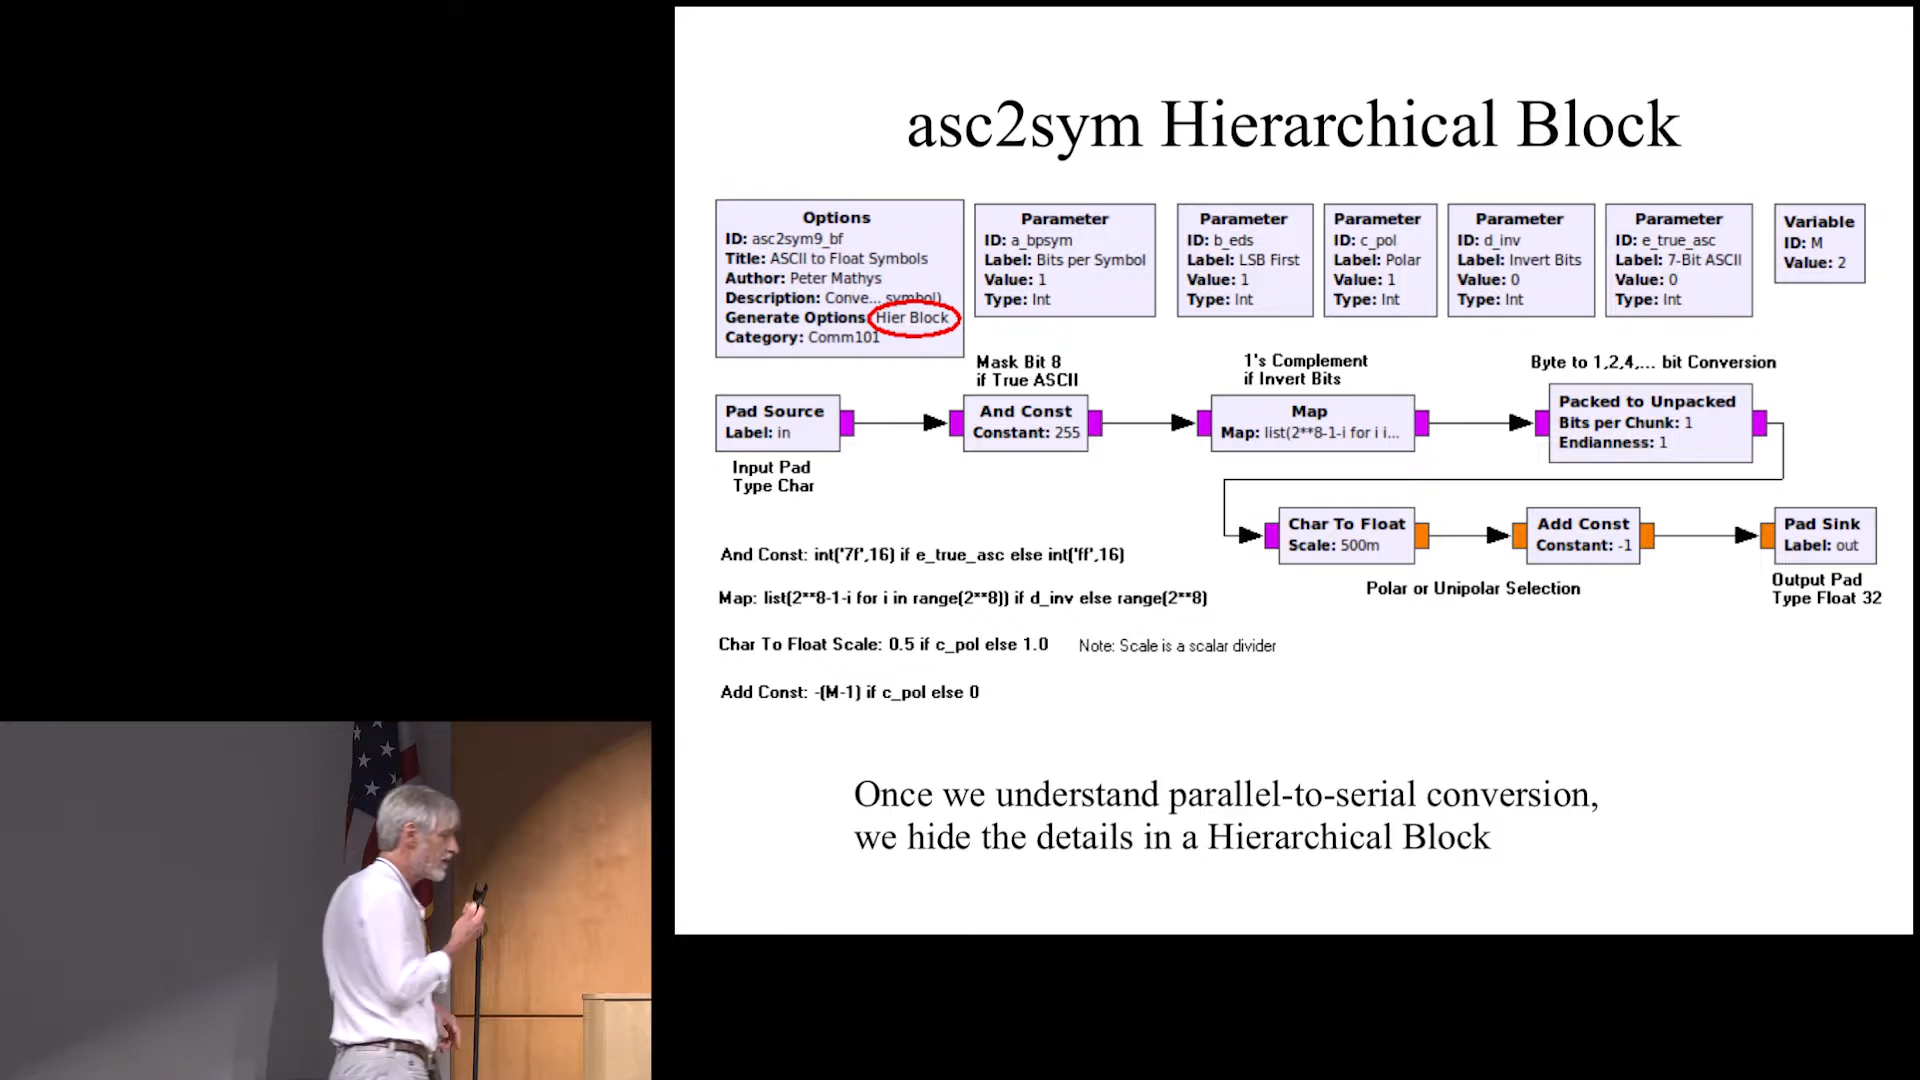 asc2sym Hierarchical Block
Options
ID: asc2sym9_bf
Title: ASCII to Float Symbols
Author: Peter Mathys
Description: Conve... symbol)
Generate Options: Hier Block
Category: Comm101
Parameter
ID: a_bpsym
Label: Bits per Symbol
Value: 1
Type: Int
Parameter
ID: b_eds
Label: LSB First
Value: 1
Type: Int
Parameter
ID: c_pol
Label: Polar
Value: 1
Type: Int
Parameter
ID: d_inv
Label: Invert Bits
Value: 0
Type: Int
Parameter
ID: e_true_asc
Label: 7-Bit ASCII
Value: 0
Type: Int
Variable
ID: M
Value: 2
Mask Bit 8
if True ASCII
1's Complement
if Invert Bits
Byte to 1,2,4,... bit Conversion
Pad Source
Label: in
And Const
Constant: 255
Map
Map: list(2**8-1-i for i i...
Packed to Unpacked
Bits per Chunk: 1
Endianness: 1
Input Pad
Type Char
Char To Float
Scale: 500m
Add Const
Constant: -1
Pad Sink
Label: out
Polar or Unipolar Selection
Output Pad
Type Float 32
And Const: int('7f',16) if e_true_asc else int('ff',16)
Map: list(2**8-1-i for i in range(2**8)) if d_inv else range(2**8)
Char To Float Scale: 0.5 if c_pol else 1.0
Note: Scale is a scalar divider
Add Const: -(M-1) if c_pol else 0
Once we understand parallel-to-serial conversion,
we hide the details in a Hierarchical Block